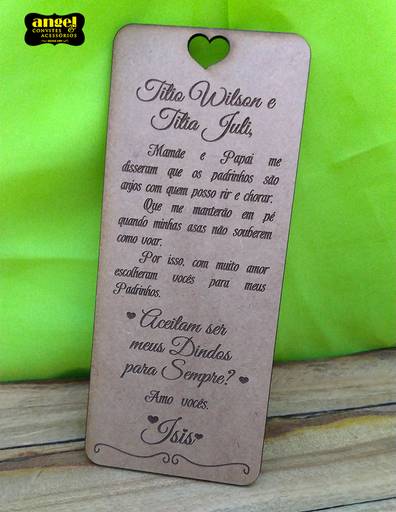 angel
CONVITES
& ACESSÓRIOS
Titio Wilson e
Titia Juli,
Mamãe e Papai me
disseram que os padrinhos são
anjos com quem posso rir e chorar.
Que me manterão em pé
quando minhas asas não souberem
como voar.
Por isso, com muito amor
escolheram vocês para meus
Padrinhos.
Aceitam ser
meus Dindos
para Sempre?
Amo vocês.
Isis